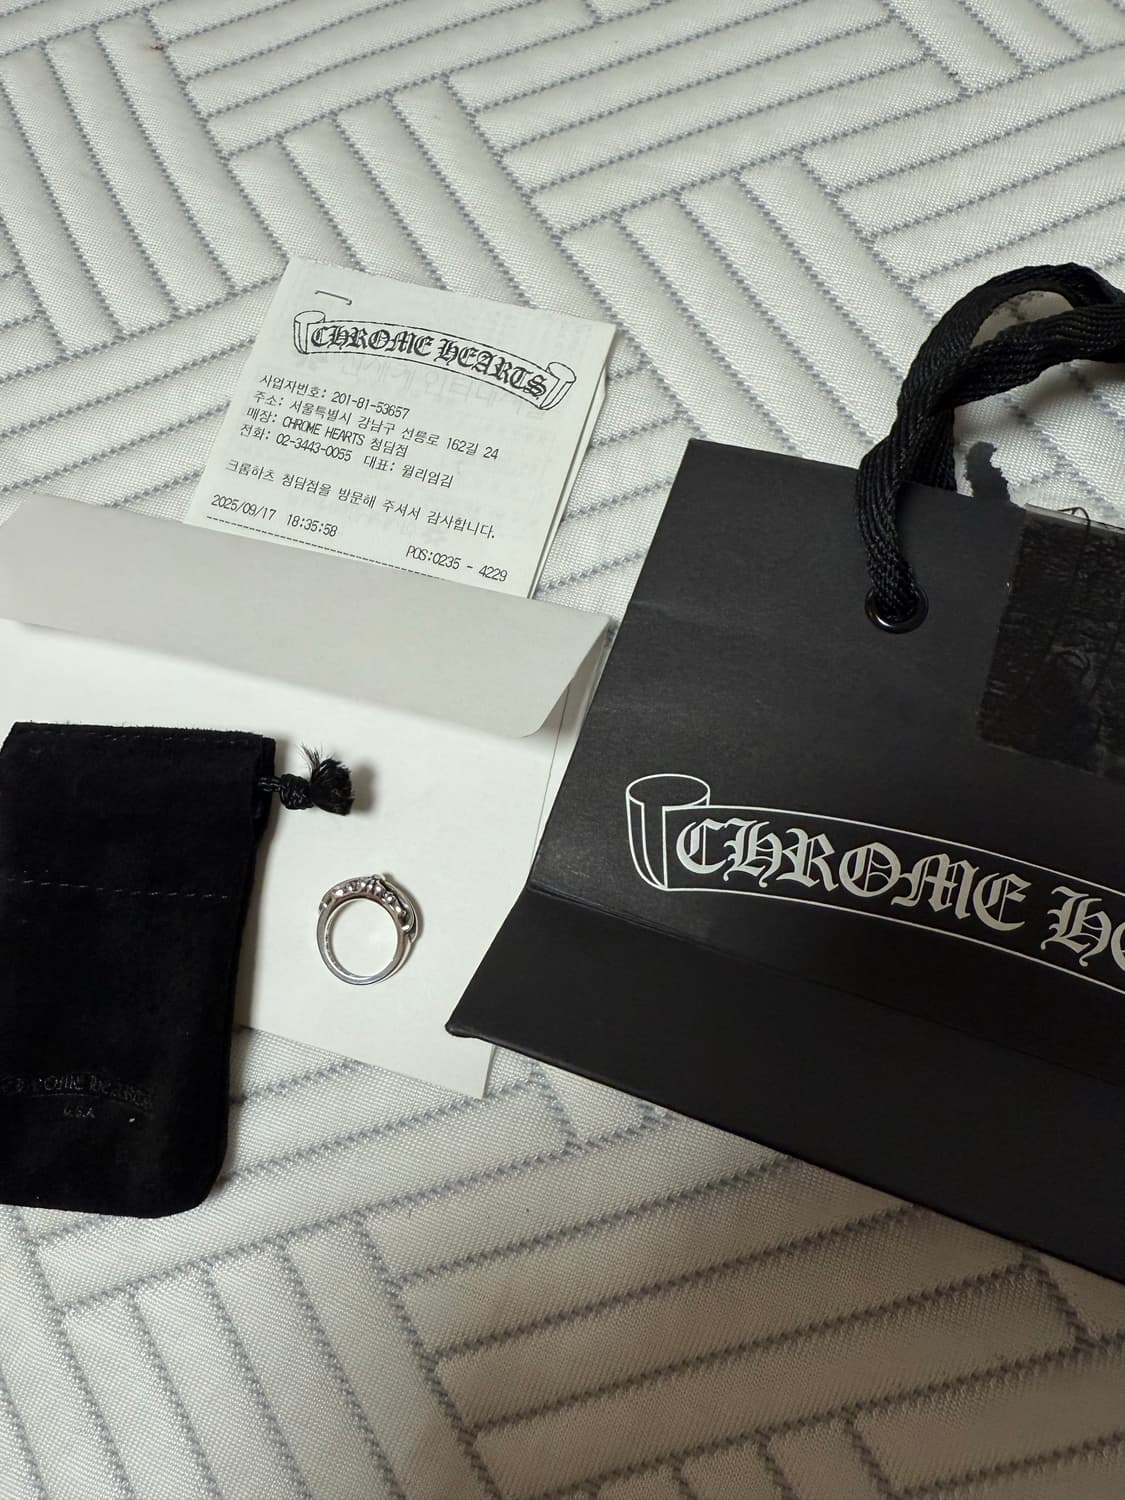 CHROME HEARTS
사업자번호: 201-81-53657
주소: 서울특별시 강남구 선릉로 162길 24
매장: CHROME HEARTS 청담점
전화: 02-3443-0055 대표: 윌리엄김
크롬하츠 청담점을 방문해 주셔서 감사합니다.
2025/09/17 18:35:58
POS:0235 - 4229
CHROME HE
CHROME HEARTS
U.S.A